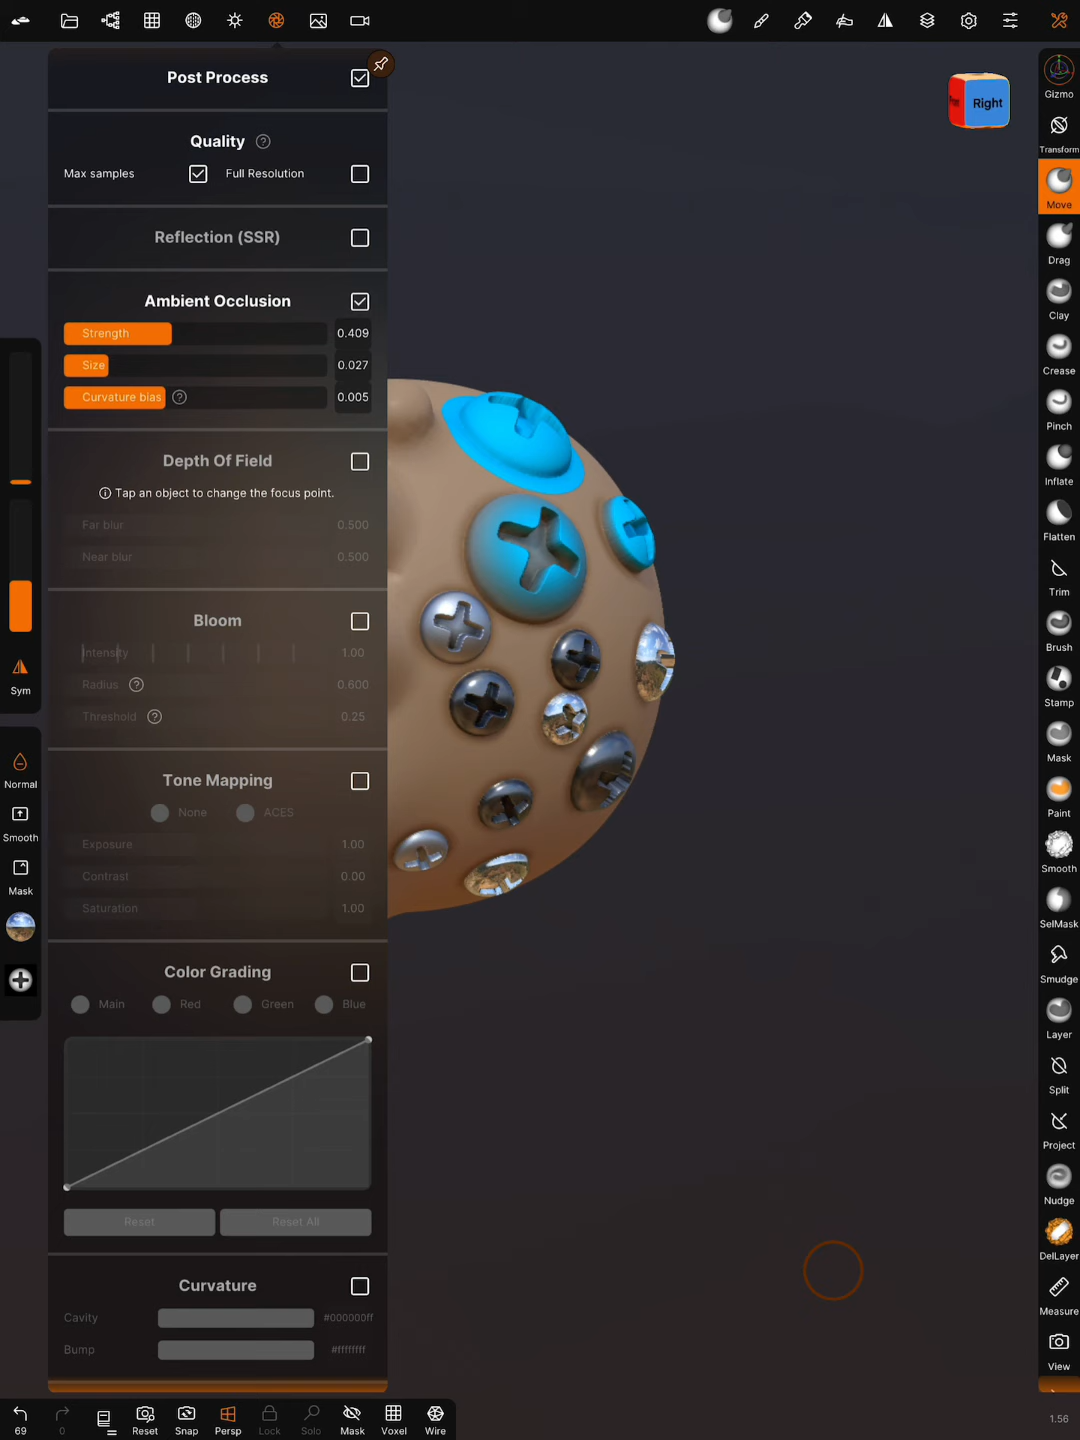 Post Process
Quality
Max samples
Full Resolution
Reflection (SSR)
Ambient Occlusion
Strength 0.409
Size 0.027
Curvature bias 0.005
Depth Of Field
Tap an object to change the focus point.
Far blur 0.500
Near blur 0.500
Bloom
Intensity 1.00
Radius 0.600
Threshold 0.25
Tone Mapping
None ACES
Exposure 1.00
Contrast 0.00
Saturation 1.00
Color Grading
Main Red Green Blue
Reset Reset All
Curvature
Cavity #000000ff
Bump #ffffffff
Sym
Normal
Smooth
Mask
Right
Gizmo
Transform
Move
Drag
Clay
Crease
Pinch
Inflate
Flatten
Trim
Brush
Stamp
Mask
Paint
Smooth
SelMask
Smudge
Layer
Split
Project
Nudge
DelLayer
Measure
View
69 0 Reset Snap Persp Lock Solo Mask Voxel Wire
1.56